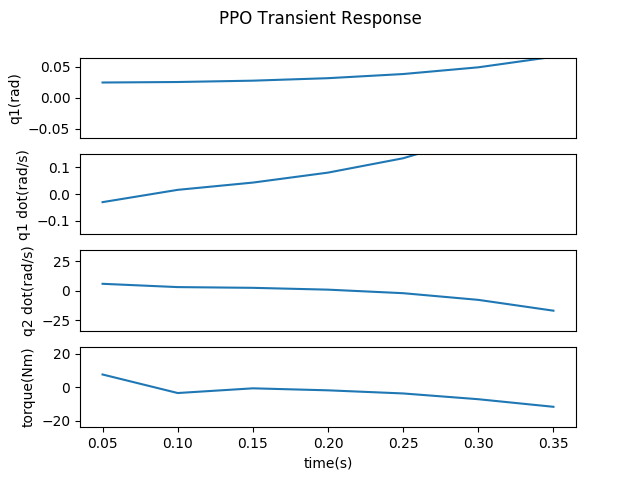 PPO Transient Response
q1(rad)
0.05
0.00
−0.05
q1 dot(rad/s)
0.1
0.0
−0.1
q2 dot(rad/s)
25
0
−25
torque(Nm)
20
0
−20
0.05 0.10 0.15 0.20 0.25 0.30 0.35
time(s)